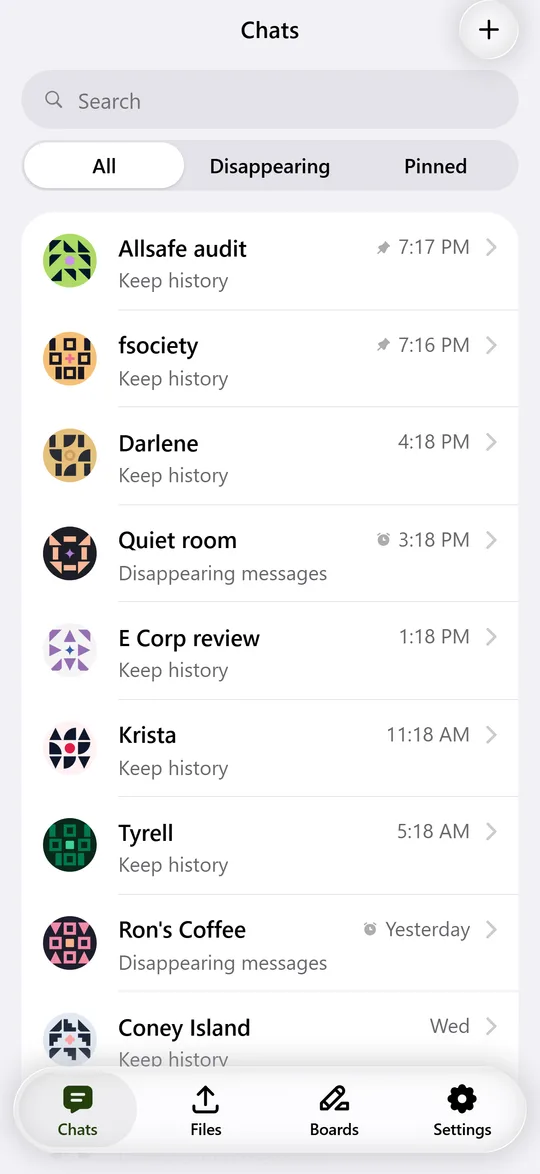 Chats
Search
All Disappearing Pinned
Allsafe audit 7:17 PM
Keep history
fsociety 7:16 PM
Keep history
Darlene 4:18 PM
Keep history
Quiet room 3:18 PM
Disappearing messages
E Corp review 1:18 PM
Keep history
Krista 11:18 AM
Keep history
Tyrell 5:18 AM
Keep history
Ron's Coffee Yesterday
Disappearing messages
Coney Island Wed
Keep history
Chats Files Boards Settings